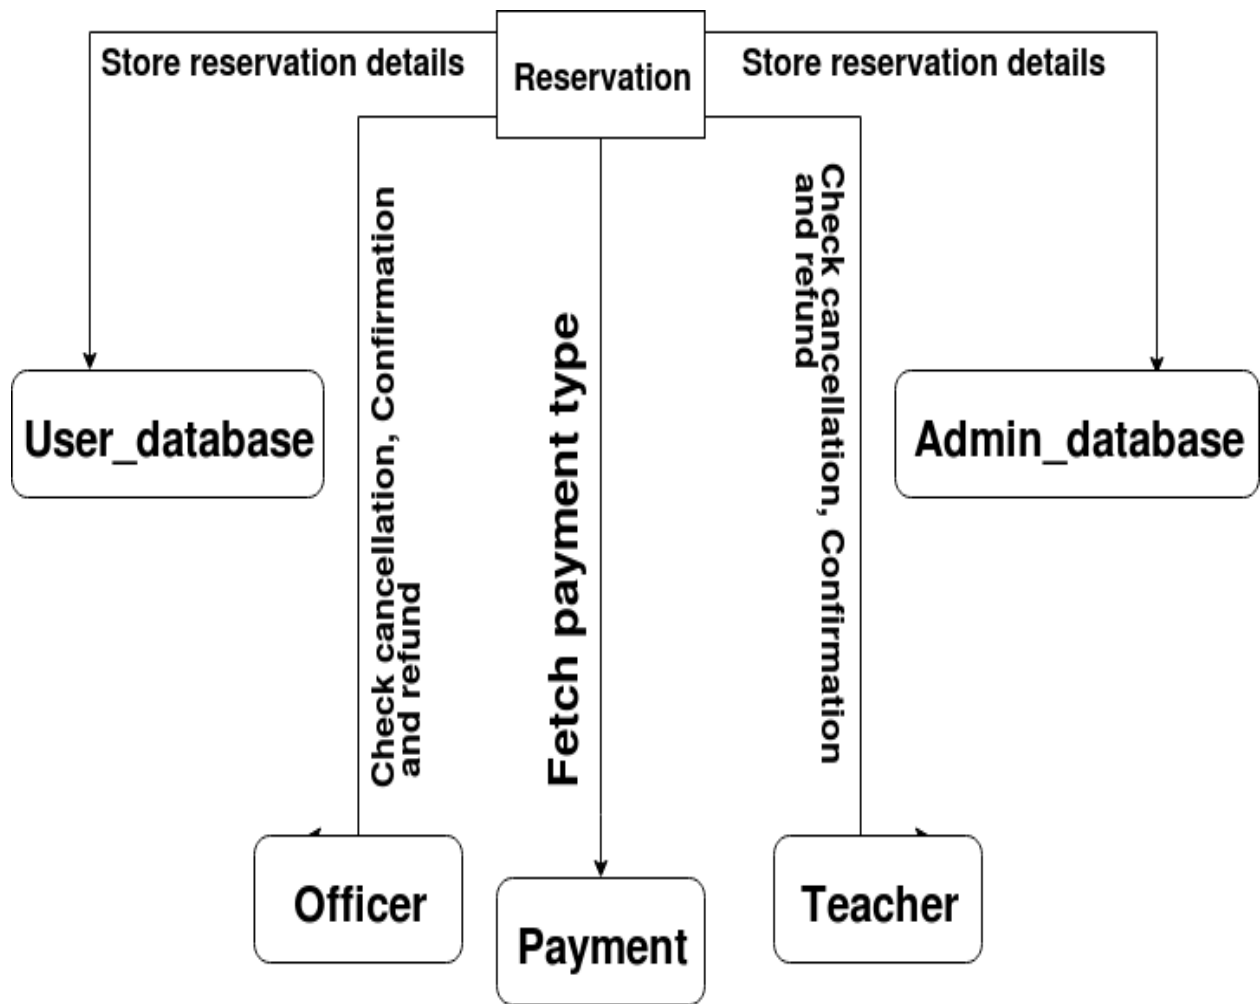 Reservation
Store reservation details
Store reservation details
Check cancellation, Confirmation
and refund
Fetch payment type
Check cancellation, Confirmation
and refund
User_database
Admin_database
Officer
Payment
Teacher